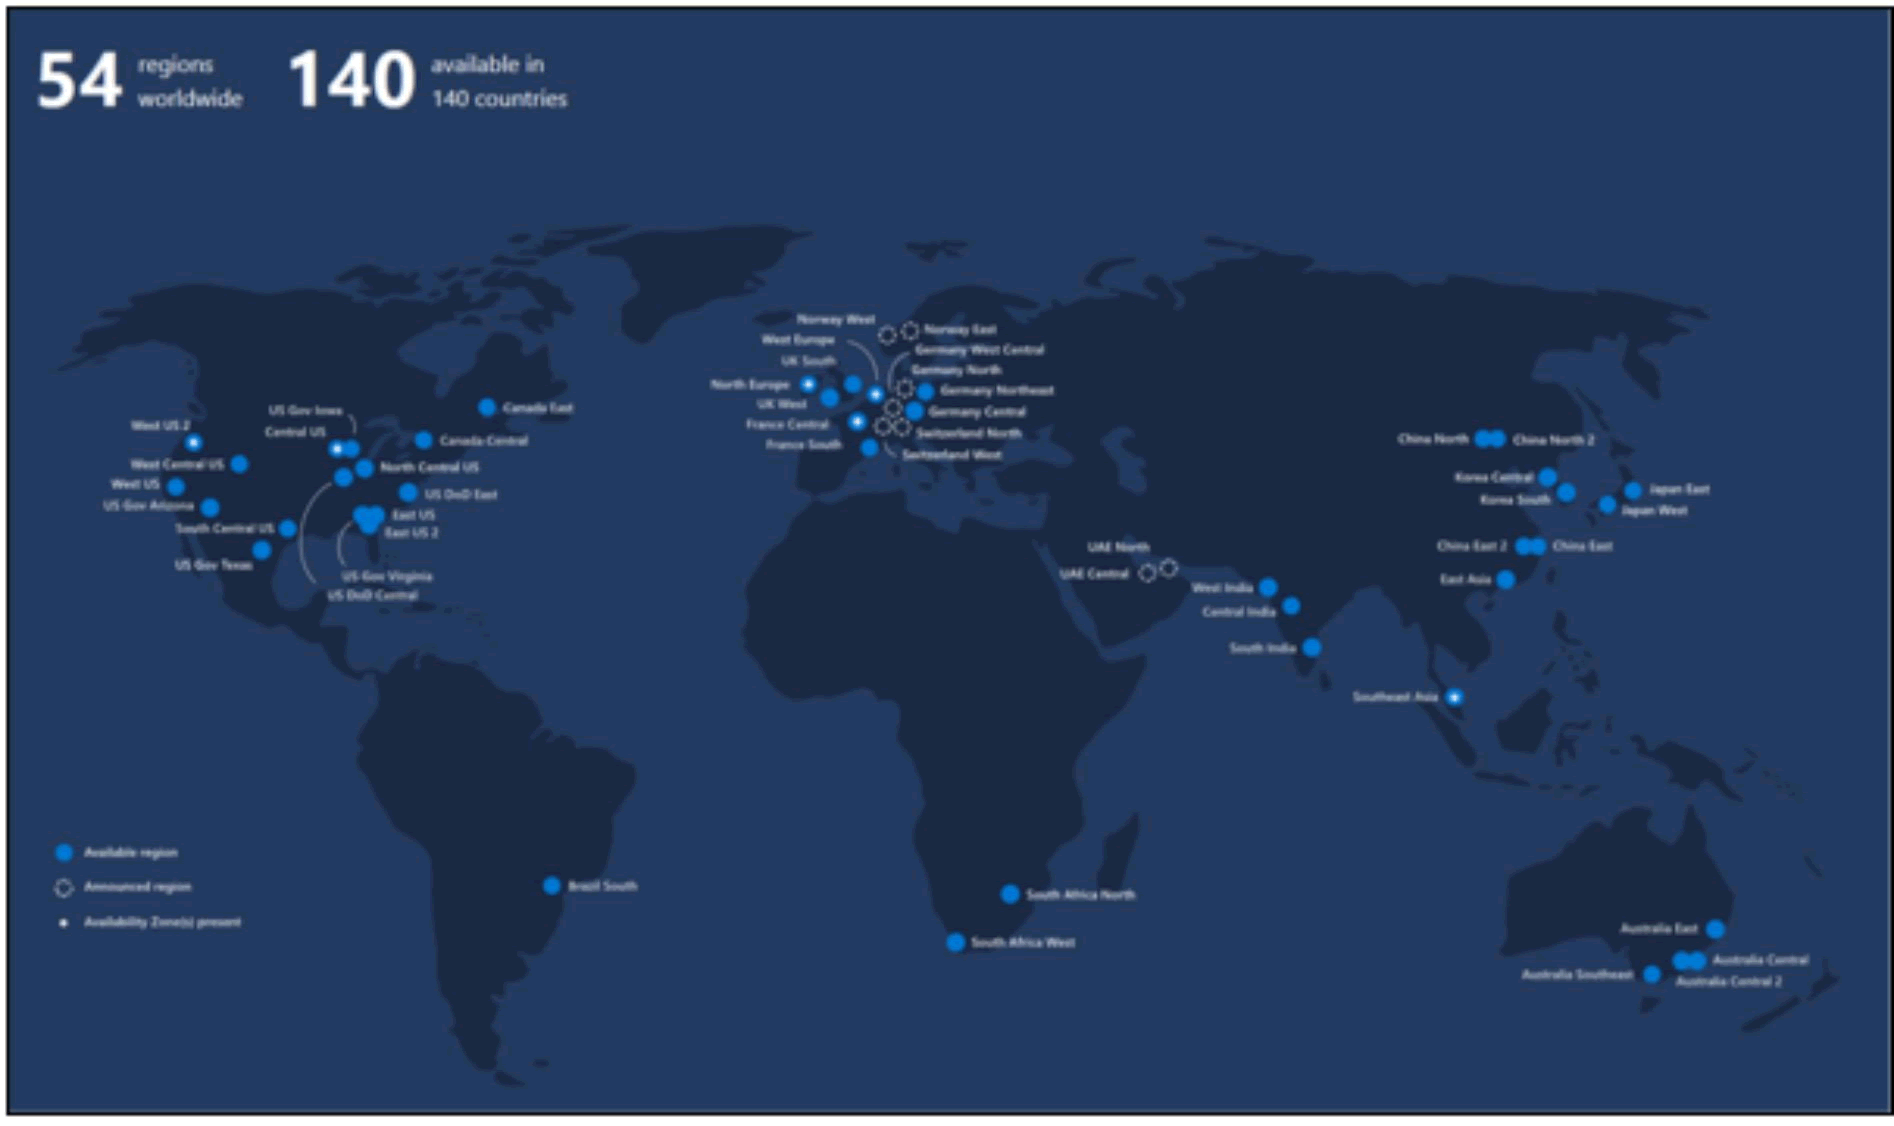 54 regions worldwide
140 available in 140 countries
Norway West
Norway East
West Europe
Germany West Central
UK South
Germany North
North Europe
Germany Northeast
UK West
Germany Central
France Central
Switzerland North
France South
Switzerland West
US Gov Iowa
Canada East
West US 2
Central US
Canada Central
West Central US
North Central US
West US
US DoD East
US Gov Arizona
East US
South Central US
East US 2
US Gov Texas
US Gov Virginia
US DoD Central
China North
China North 2
Korea Central
Japan East
Korea South
Japan West
UAE North
China East 2
China East
UAE Central
East Asia
West India
Central India
South India
Southeast Asia
Available region
Announced region
Availability Zone(s) present
Brazil South
South Africa North
South Africa West
Australia East
Australia Central
Australia Southeast
Australia Central 2